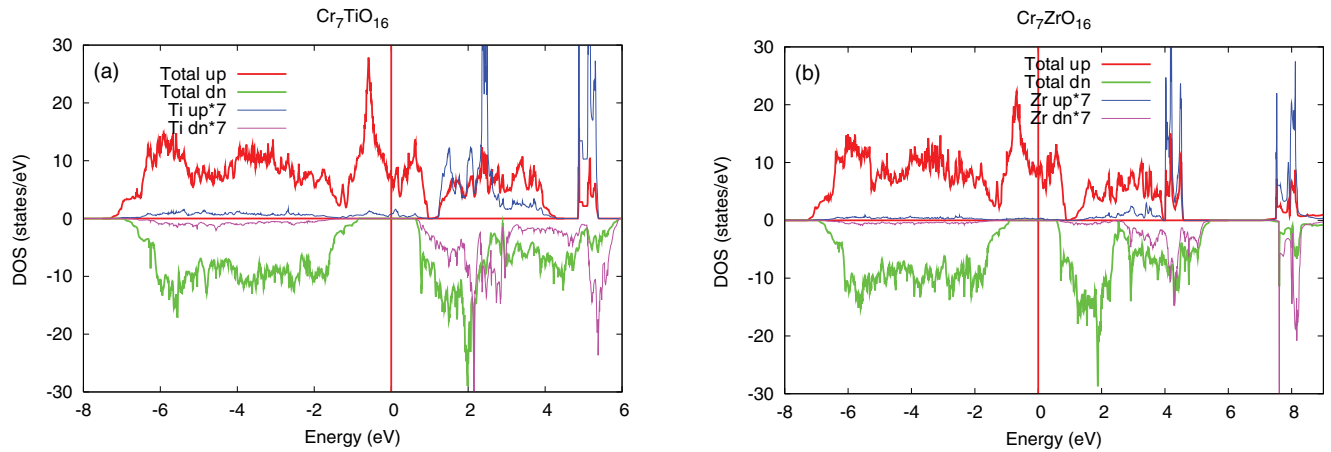 Cr₇TiO₁₆
(a)
Total up
Total dn
Ti up*7
Ti dn*7
DOS (states/eV)
30
20
10
0
-10
-20
-30
-8
-6
-4
-2
0
2
4
6
Energy (eV)
Cr₇ZrO₁₆
(b)
Total up
Total dn
Zr up*7
Zr dn*7
DOS (states/eV)
30
20
10
0
-10
-20
-30
-8
-6
-4
-2
0
2
4
6
8
Energy (eV)